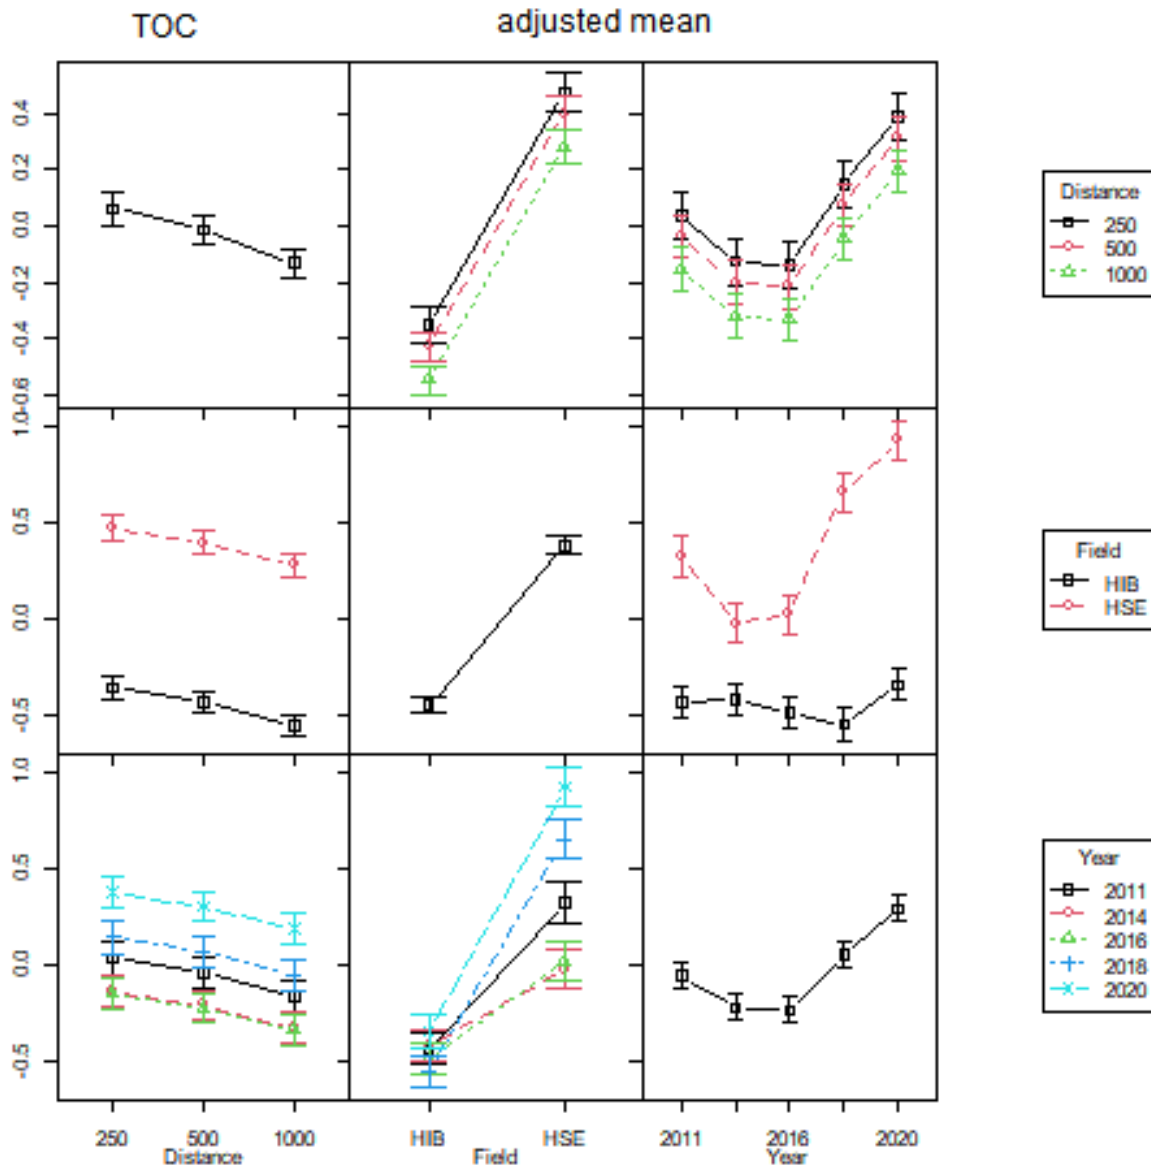 TOC adjusted mean
0.4
0.2
0.0
-0.2
-0.4
-0.6
Distance
250
500
1000
1.0
0.5
0.0
-0.5
Field
HIB
HSE
1.0
0.5
0.0
-0.5
Year
2011
2014
2016
2018
2020
250 500 1000 HIB HSE 2011 2016 2020
Distance Field Year